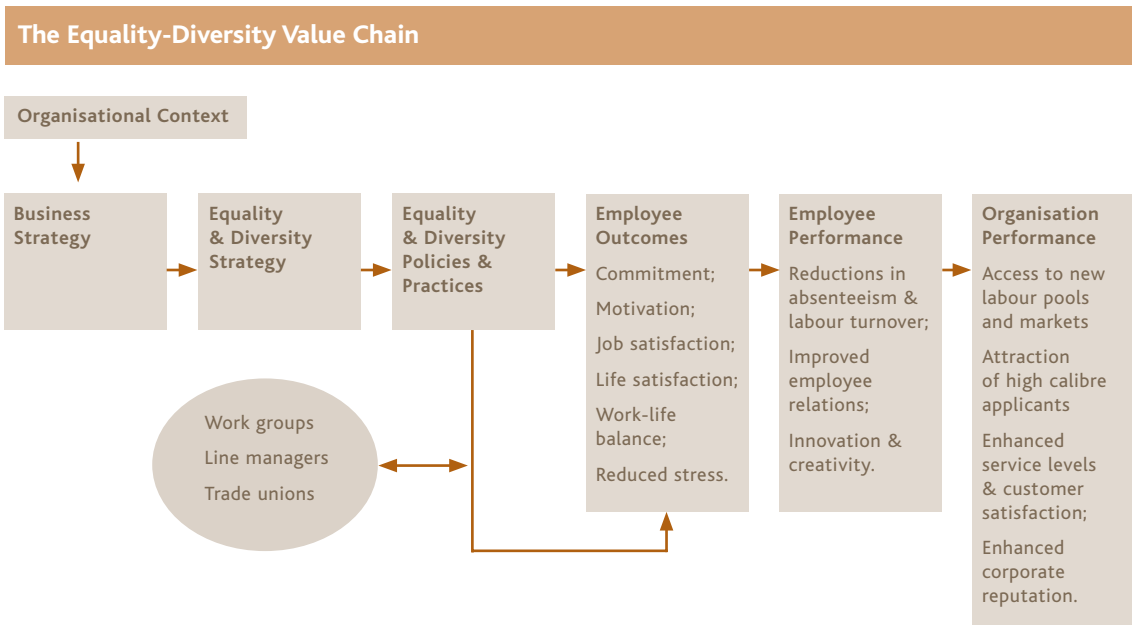 The Equality-Diversity Value Chain
Organisational Context
Business
Strategy
Equality
& Diversity
Strategy
Equality
& Diversity
Policies &
Practices
Employee
Outcomes
Commitment;
Motivation;
Job satisfaction;
Life satisfaction;
Work-life
balance;
Reduced stress.
Employee
Performance
Reductions in
absenteeism &
labour turnover;
Improved
employee
relations;
Innovation &
creativity.
Organisation
Performance
Access to new
labour pools
and markets
Attraction
of high calibre
applicants
Enhanced
service levels
& customer
satisfaction;
Enhanced
corporate
reputation.
Work groups
Line managers
Trade unions